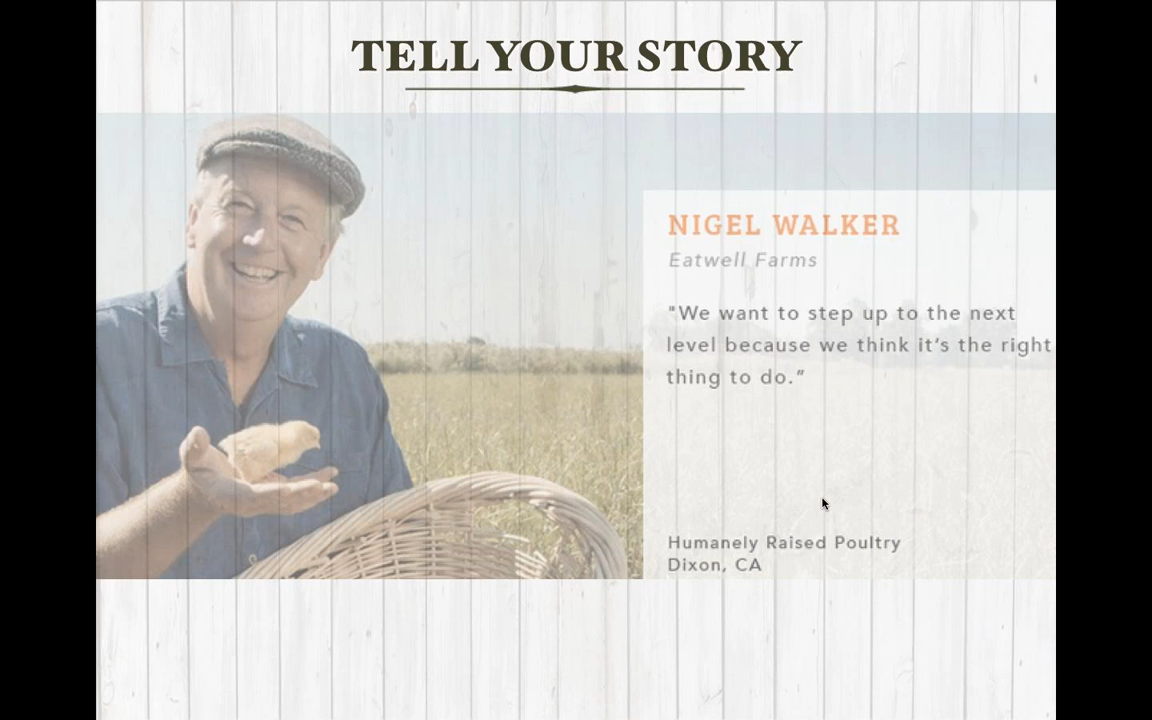 TELL YOUR STORY
NIGEL WALKER
Eatwell Farms
"We want to step up to the next
level because we think it’s the right
thing to do.”
Humanely Raised Poultry
Dixon, CA